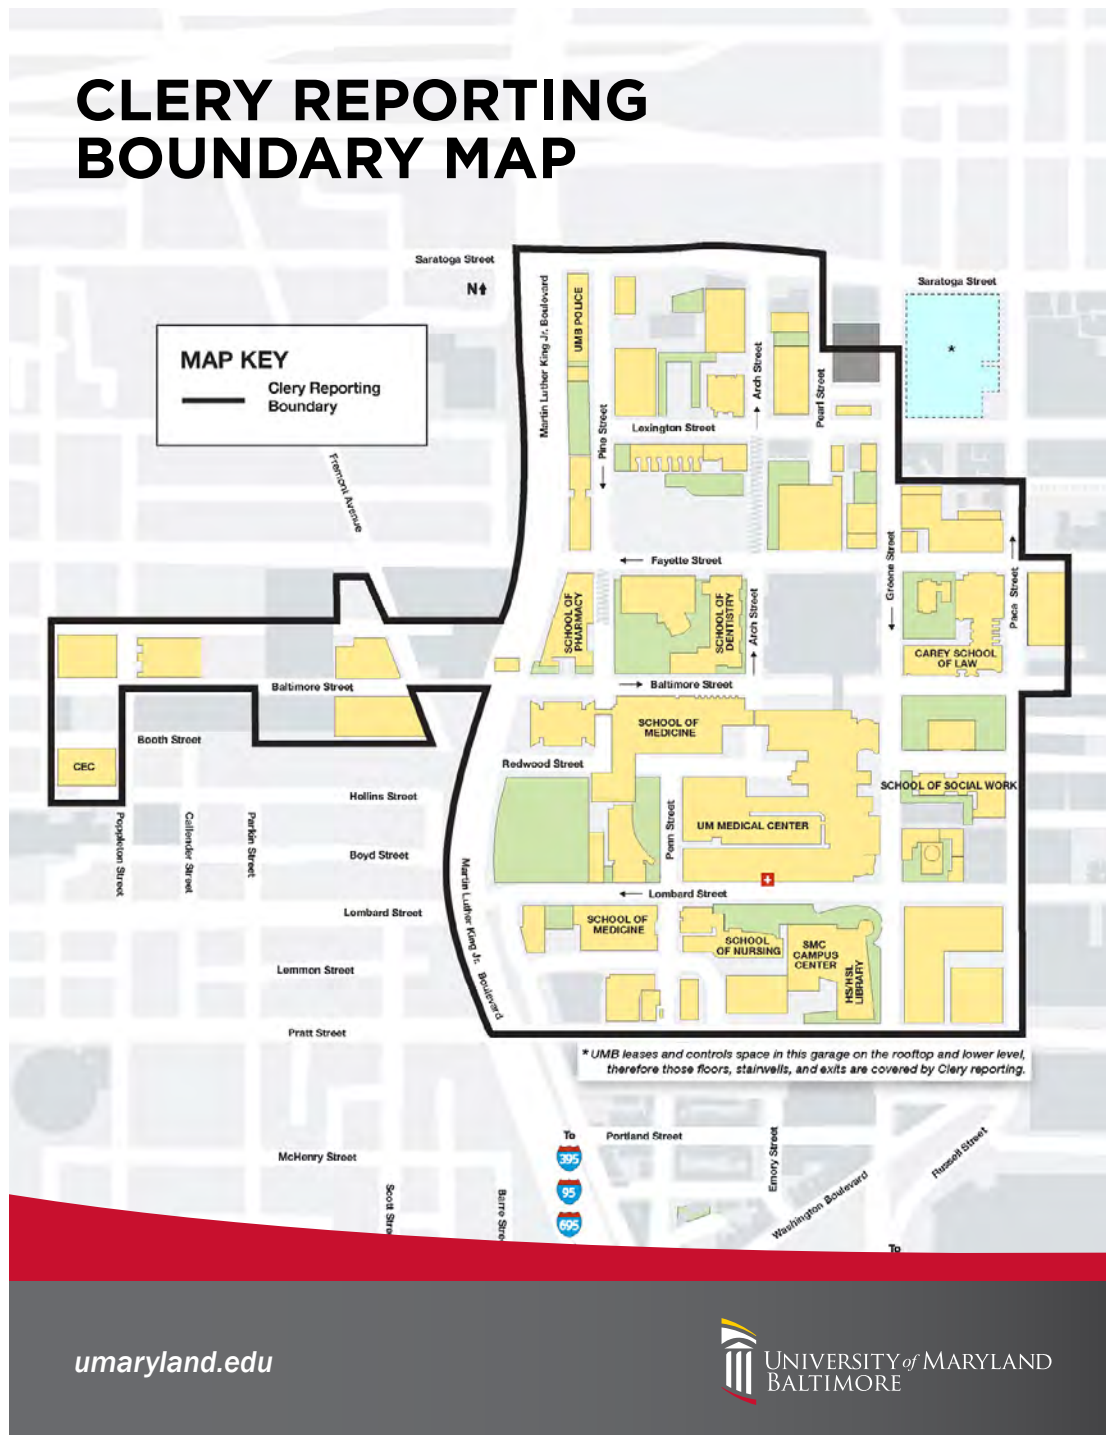 CLERY REPORTING
BOUNDARY MAP
Saratoga Street
N
Saratoga Street
MAP KEY
Clery Reporting
Boundary
Martin Luther King Jr. Boulevard
UMB POLICE
Arch Street
Pearl Street
*
Pine Street
Lexington Street
Fremont Avenue
Fayette Street
Greene Street
Paca Street
SCHOOL OF
PHARMACY
SCHOOL OF
DENTISTRY
Arch Street
CAREY SCHOOL
OF LAW
Baltimore Street
Baltimore Street
SCHOOL OF
MEDICINE
Booth Street
Redwood Street
CEC
SCHOOL OF SOCIAL WORK
Hollins Street
Poppleton Street
Callender Street
Parkin Street
Penn Street
UM MEDICAL CENTER
Boyd Street
Martin Luther King Jr. Boulevard
Lombard Street
Lombard Street
SCHOOL OF
MEDICINE
SCHOOL
OF NURSING
SMC
CAMPUS
CENTER
HS/HSL
LIBRARY
Lemmon Street
Pratt Street
* UMB leases and controls space in this garage on the rooftop and lower level,
therefore those floors, stairwells, and exits are covered by Clery reporting.
To
395
95
695
Portland Street
Emory Street
Russell Street
Washington Boulevard
McHenry Street
Scott Stre
Barre Stre
To
umaryland.edu
UNIVERSITY of MARYLAND
BALTIMORE